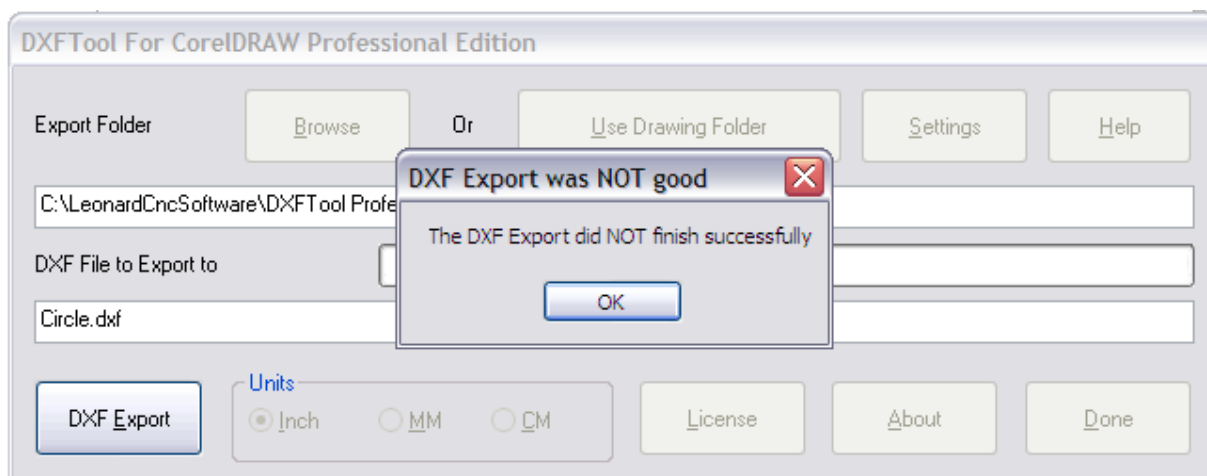 DXFTool For CorelDRAW Professional Edition
Export Folder Browse Or Use Drawing Folder Settings Help
DXF Export was NOT good
C:\LeonardCncSoftware\DXFTool
The DXF Export did NOT finish successfully
DXF File to Export to
OK
Circle.dxf
Units
DXF Export Inch MM CM License About Done